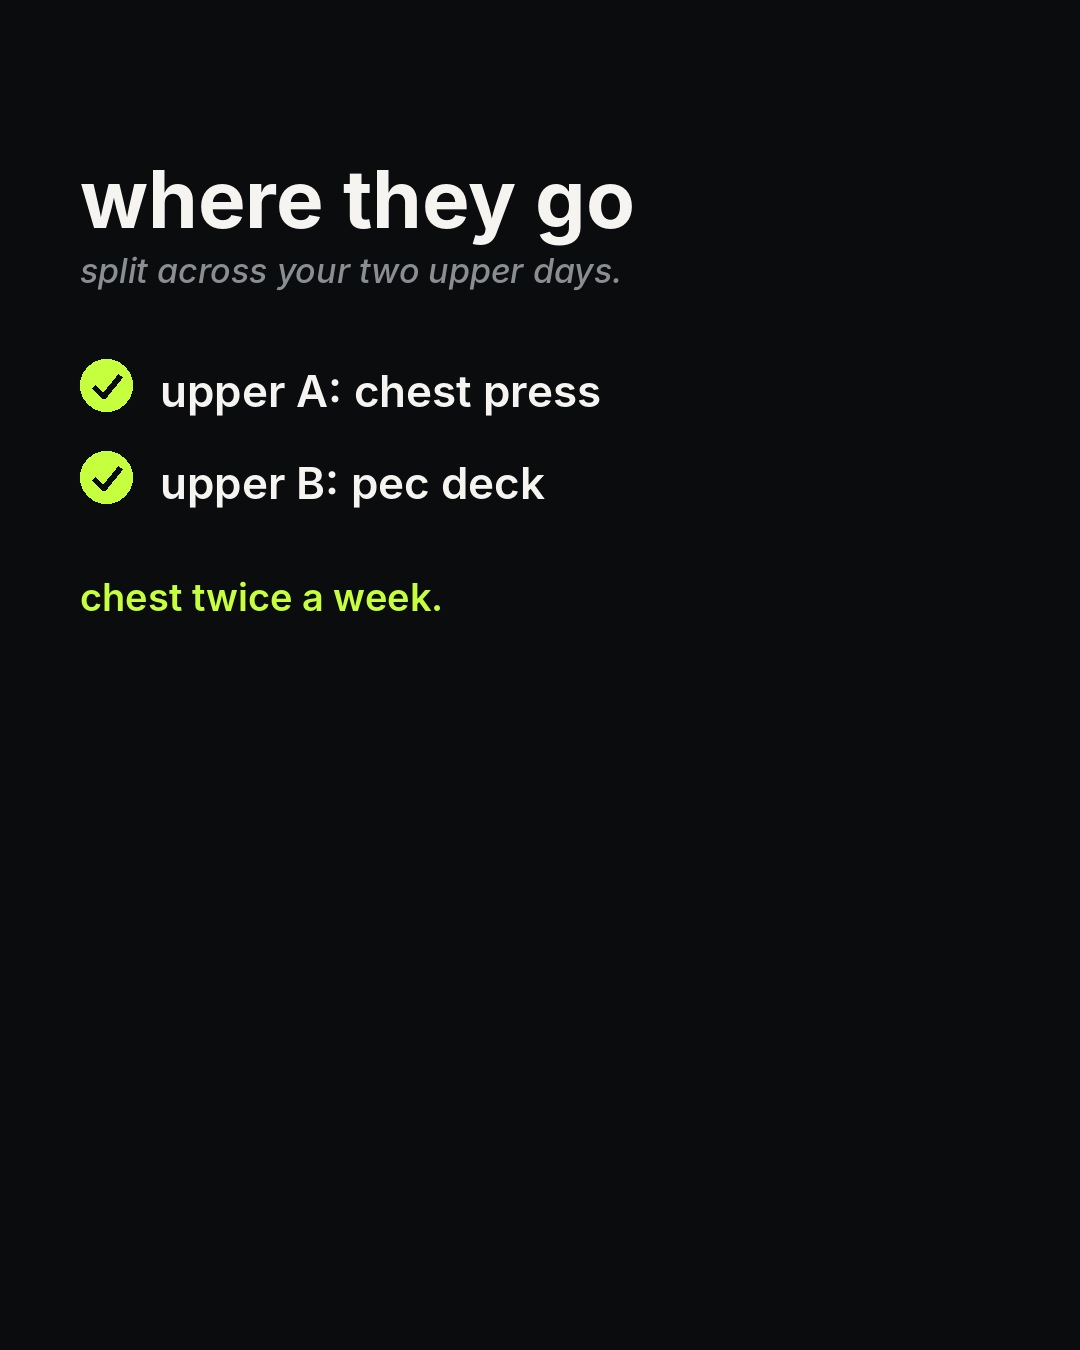 where they go
split across your two upper days.
upper A: chest press
upper B: pec deck
chest twice a week.